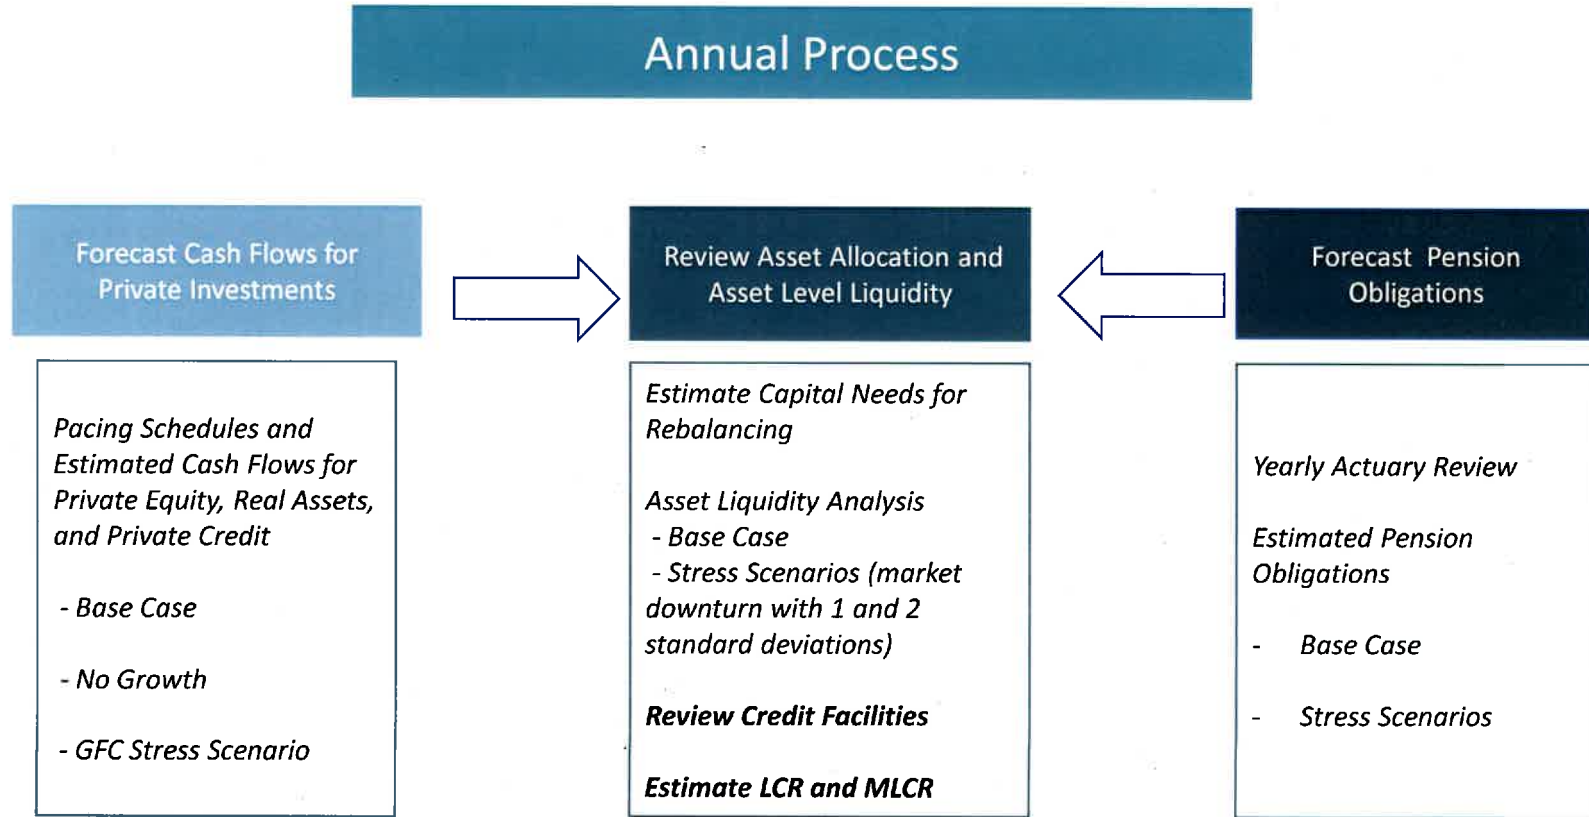 Annual Process
Forecast Cash Flows for
Private Investments
Pacing Schedules and
Estimated Cash Flows for
Private Equity, Real Assets,
and Private Credit
- Base Case
- No Growth
- GFC Stress Scenario
Review Asset Allocation and
Asset Level Liquidity
Estimate Capital Needs for
Rebalancing
Asset Liquidity Analysis
- Base Case
- Stress Scenarios (market
downturn with 1 and 2
standard deviations)
Review Credit Facilities
Estimate LCR and MLCR
Forecast Pension
Obligations
Yearly Actuary Review
Estimated Pension
Obligations
- Base Case
- Stress Scenarios